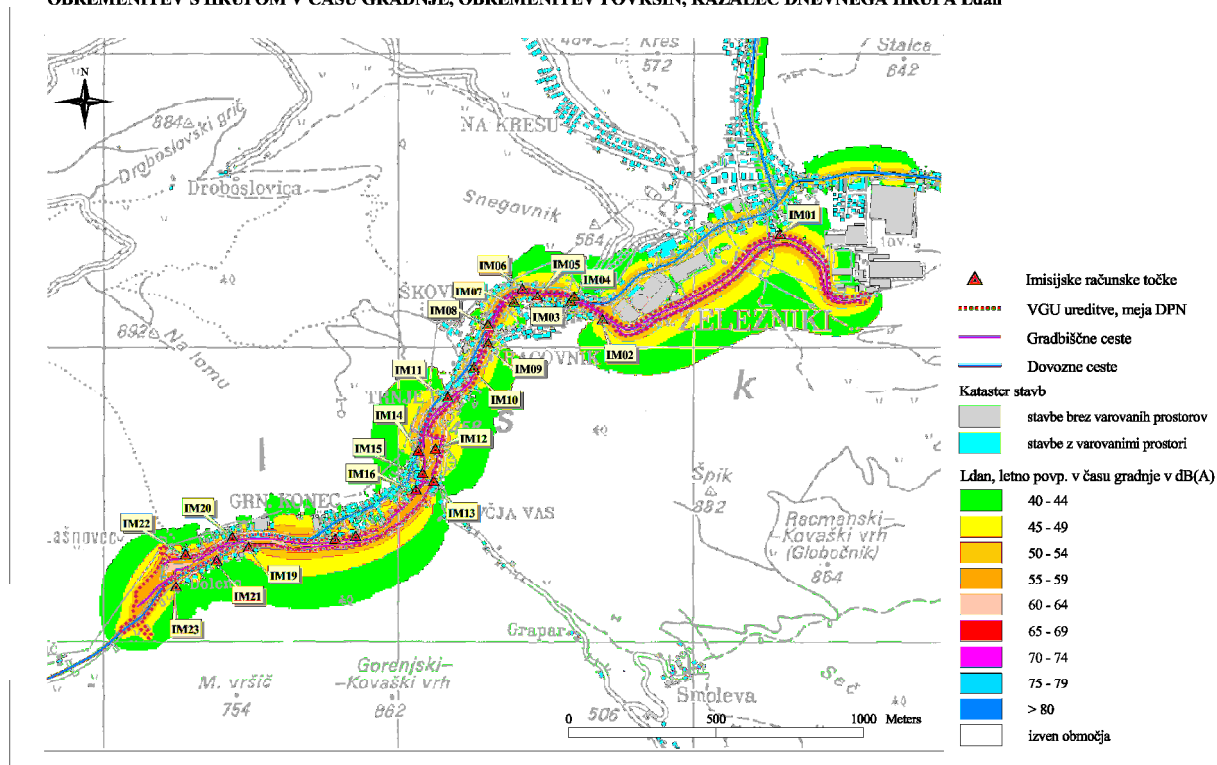 OBREMENITEV S HRUPOM V ČASU GRADNJE, OBREMENITEV POVRŠIN, KAZALEC DNEVNEGA HRUPA Ldan
N
Kres
572
Štalca
642
884
Droboslovski grič
NA KRESU
Droboslovica
Snegovnik
564
IM01
IM06
IM05
IM04
IM07
IM08
IM03
ŽELEZNIKI
892
Na lomu
IM02
IM09
IM11
IM10
k
IM14
S
IM12
IM15
IM16
Špik
882
IM20
IM13
IM22
Racmanski-
Kovaški vrh
(Globočnik)
864
IM19
IM21
IM23
Grapar
Gorenjski-
-Kovaški vrh
862
M. vršič
754
Smoleva
506
0 500 1000 Meters
Imisijske računske točke
VGU ureditve, meja DPN
Gradbiščne ceste
Dovozne ceste
Kataster stavb
stavbe brez varovanih prostorov
stavbe z varovanimi prostori
Ldan, letno povp. v času gradnje v dB(A)
40 - 44
45 - 49
50 - 54
55 - 59
60 - 64
65 - 69
70 - 74
75 - 79
> 80
izven območja